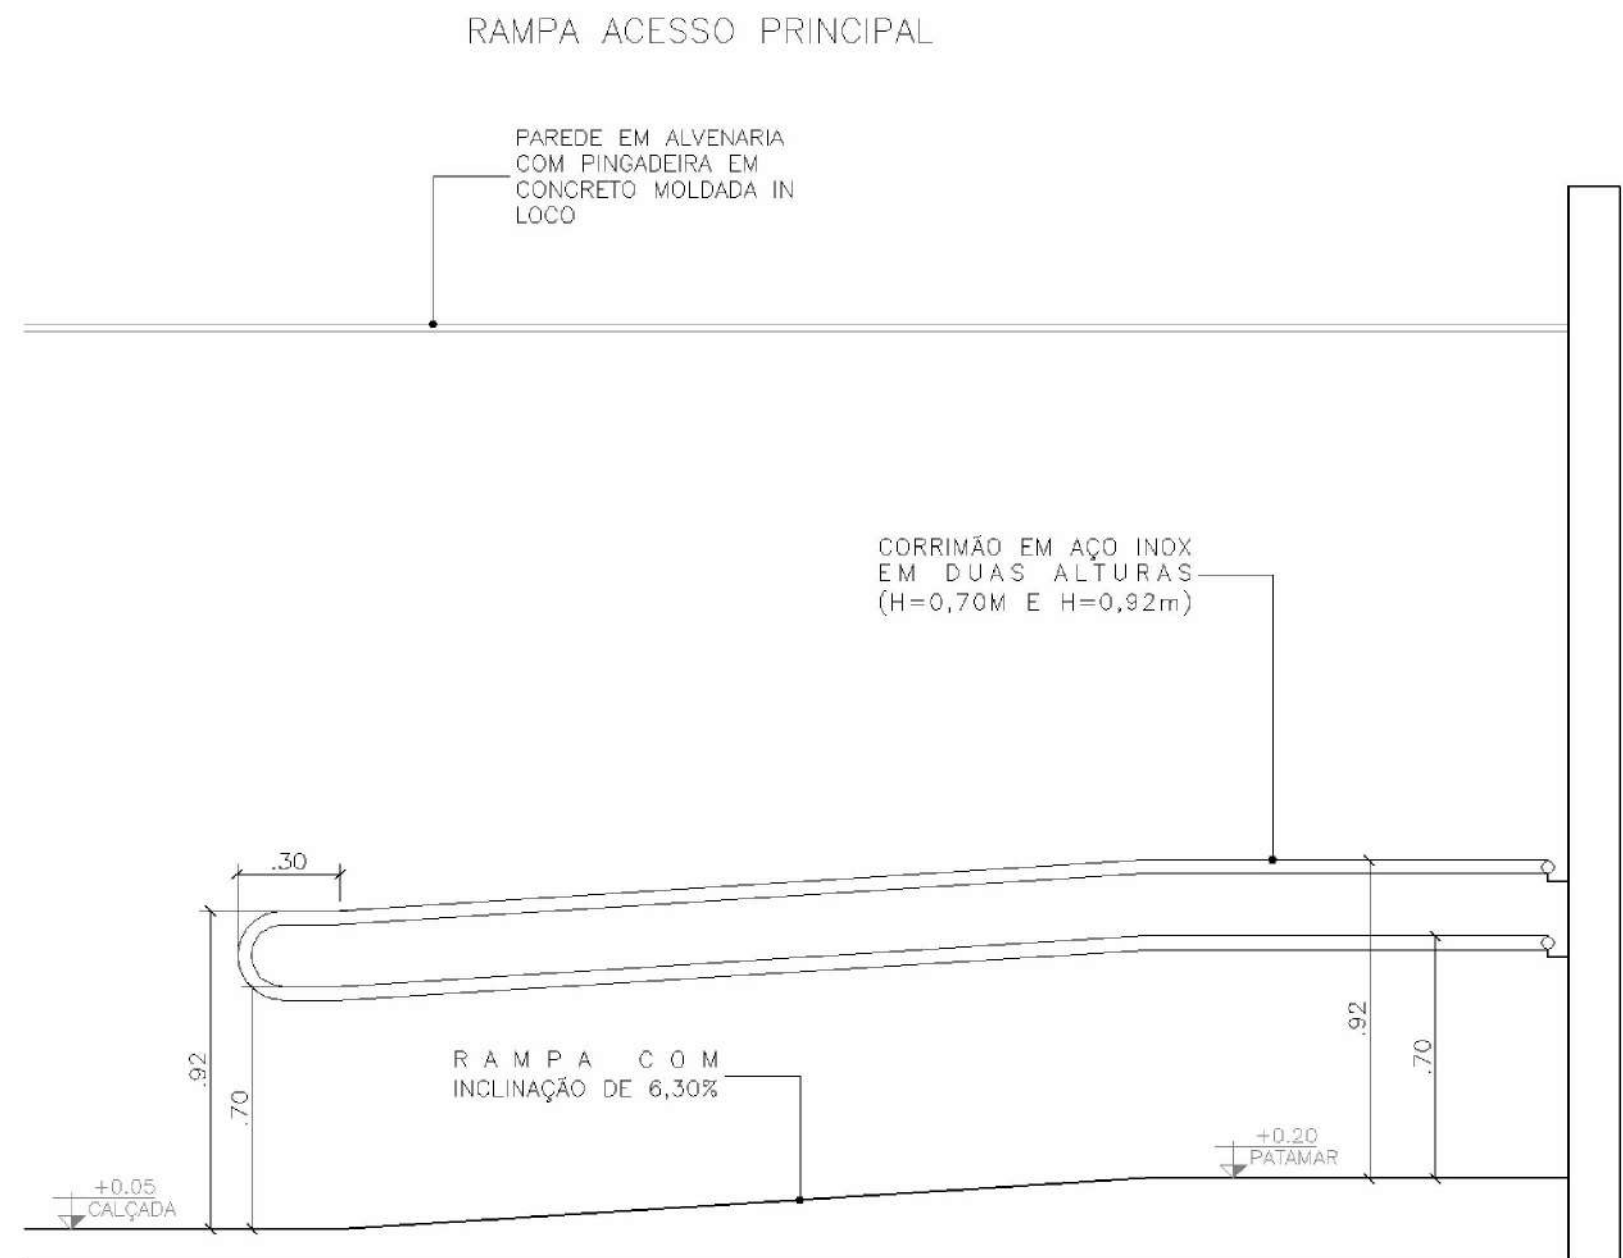 RAMPA ACESSO PRINCIPAL
PAREDE EM ALVENARIA
COM PINGADEIRA EM
CONCRETO MOLDADA IN
LOCO
CORRIMÃO EM AÇO INOX
EM DUAS ALTURAS
(H=0,70M E H=0,92m)
.30
.92
.70
RAMPA COM
INCLINAÇÃO DE 6,30%
.92
.70
+0.20
PATAMAR
+0.05
CALÇADA